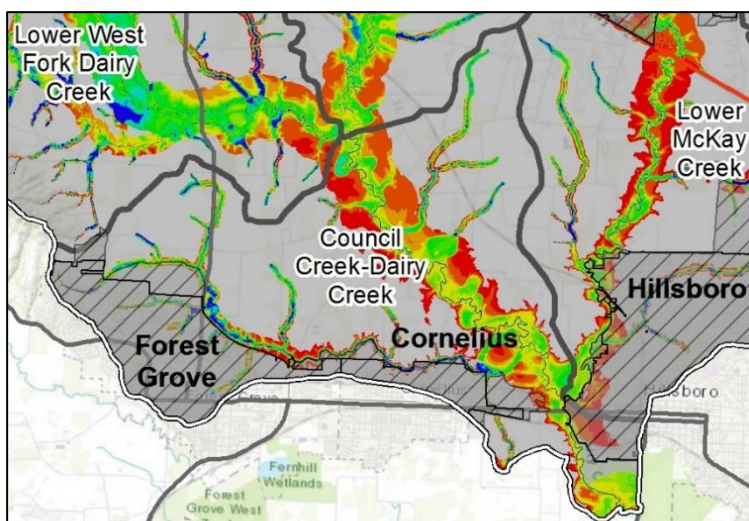 Lower West
Fork Dairy
Creek
Lower
McKay
Creek
Council
Creek-Dairy
Creek
Hillsboro
Cornelius
Forest
Grove
Hillsboro
Fernhill
Wetlands
Forest
Grove West